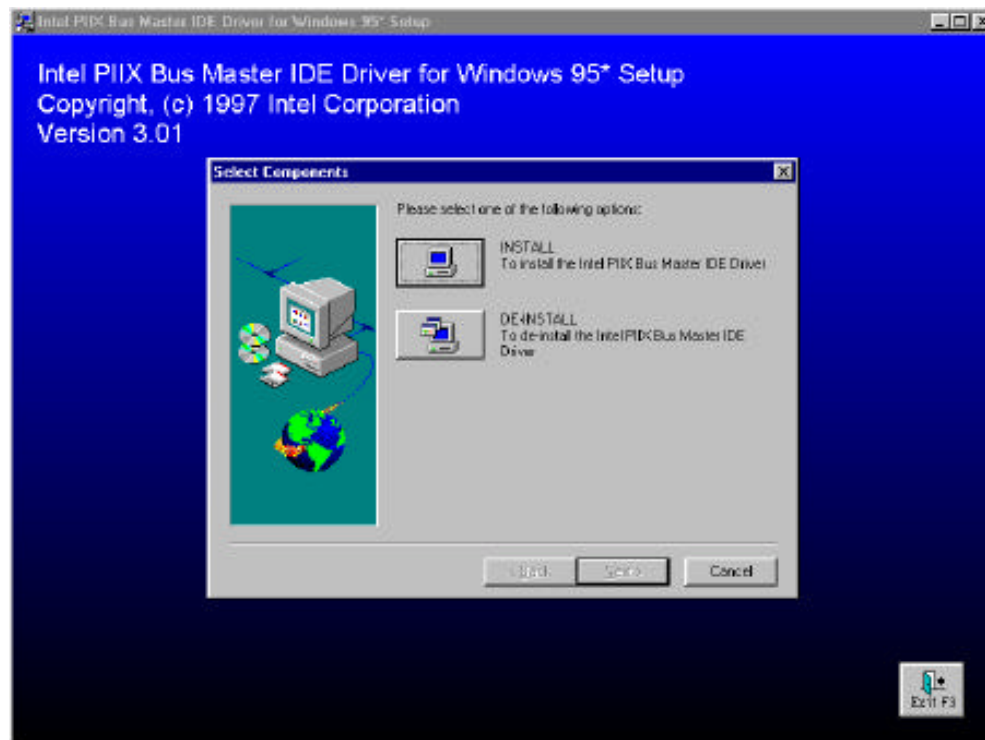 Intel PIIX Bus Master IDE Driver for Windows 95* Setup
Intel PIIX Bus Master IDE Driver for Windows 95* Setup
Copyright, (c) 1997 Intel Corporation
Version 3.01
Select Components
Please select one of the following options:
INSTALL
To install the Intel PIIX Bus Master IDE Driver
DE-INSTALL
To de-install the Intel PIIX Bus Master IDE
Driver
< Back
Next >
Cancel
Exit F3